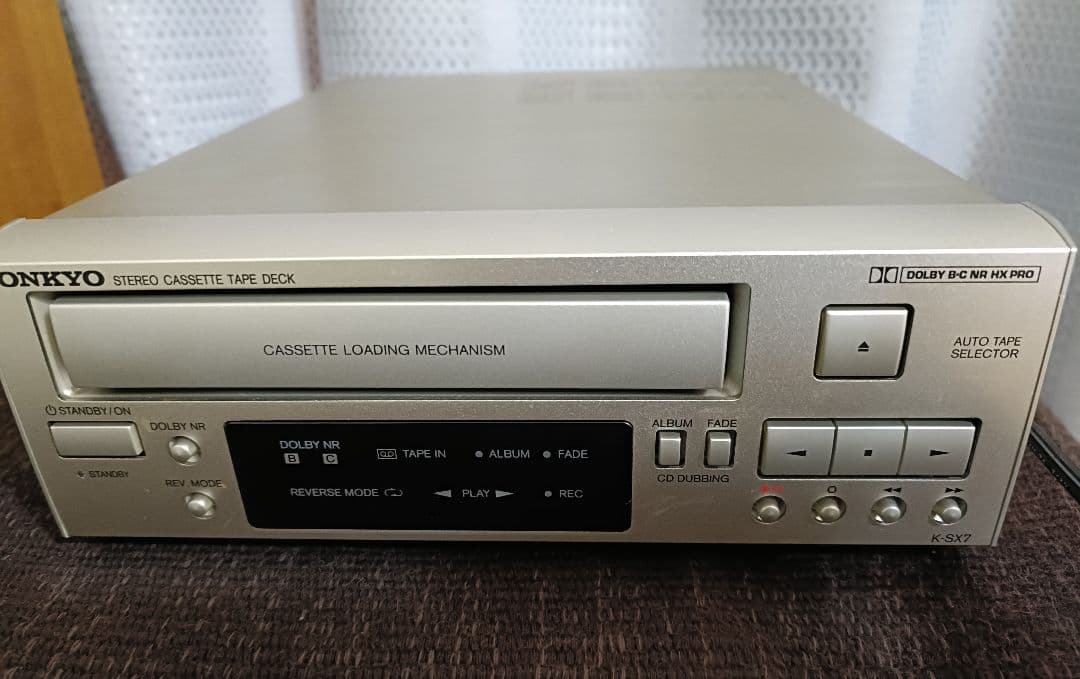 ONKYO STEREO CASSETTE TAPE DECK
DOLBY B·C NR HX PRO
CASSETTE LOADING MECHANISM
AUTO TAPE
SELECTOR
STANDBY/ON
STANDBY
DOLBY NR
REV. MODE
DOLBY NR
B C
TAPE IN
ALBUM
FADE
REVERSE MODE
PLAY
REC
ALBUM FADE
CD DUBBING
K-SX7